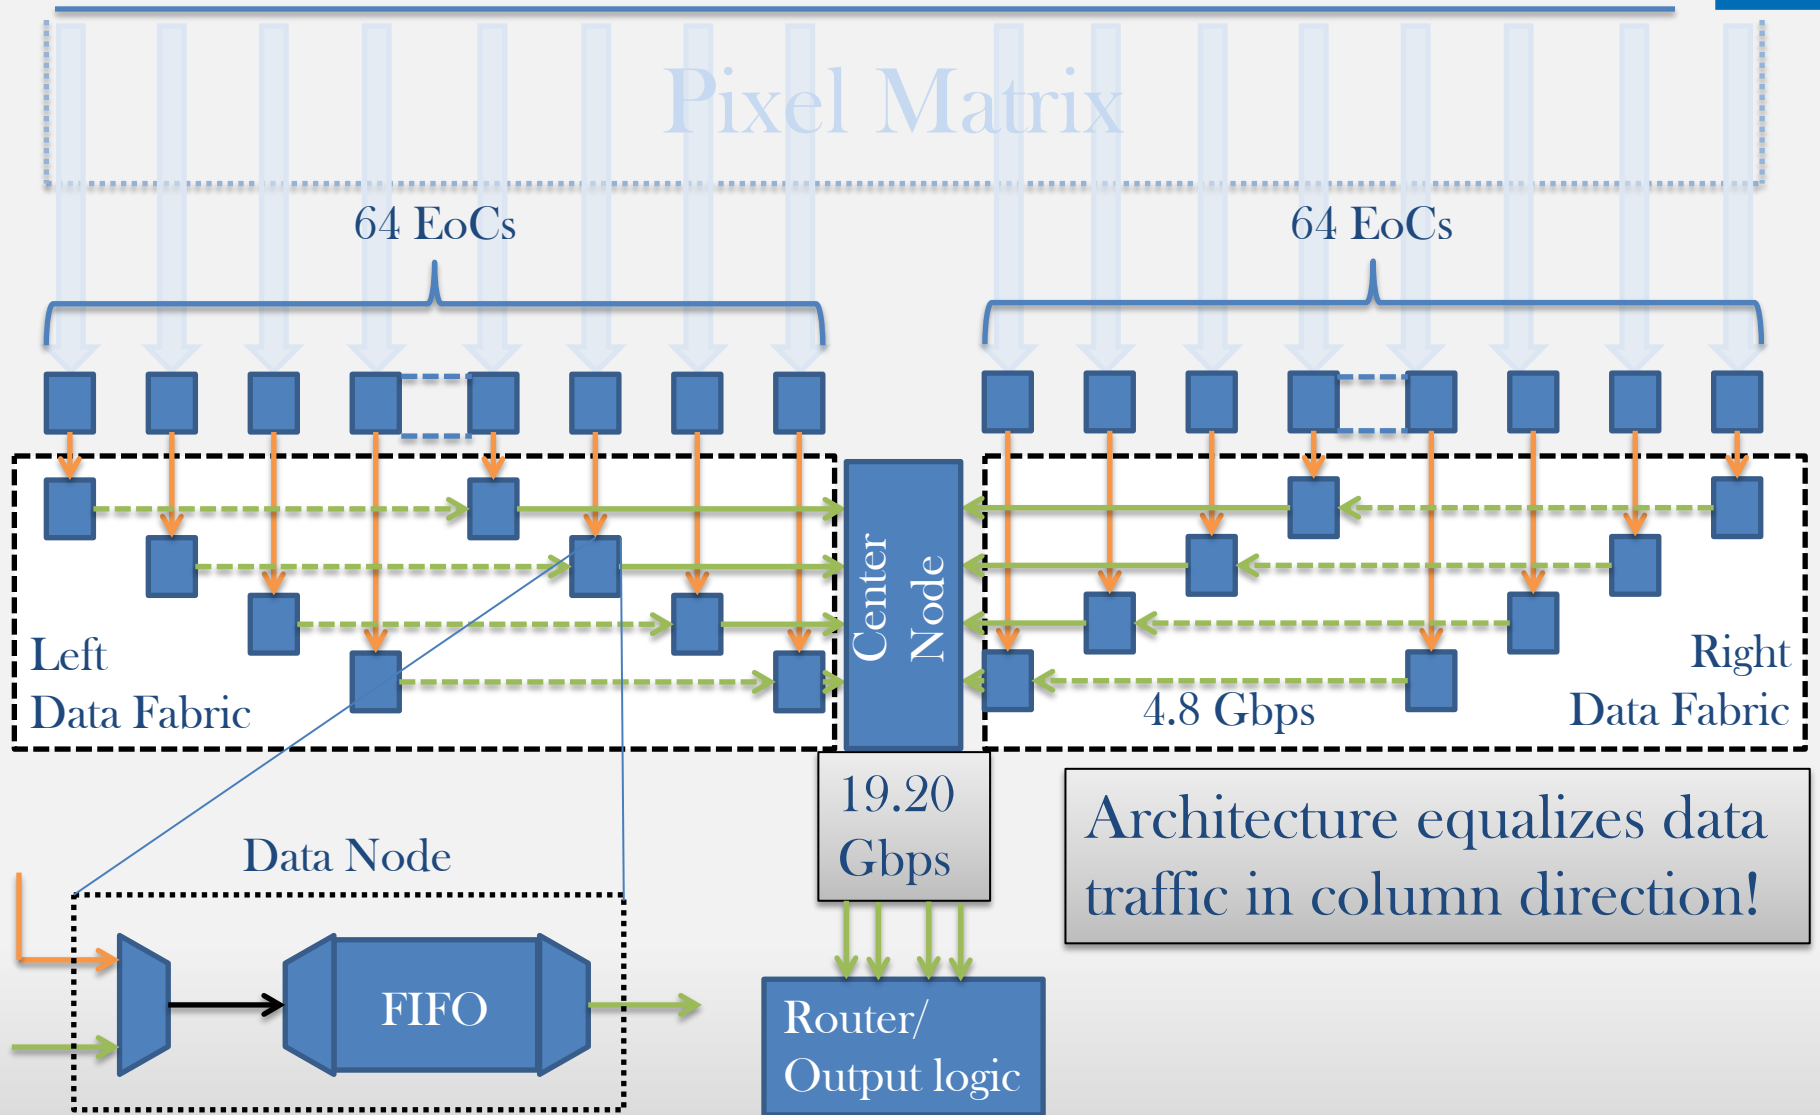 Pixel Matrix
64 EoCs
64 EoCs
Center
Node
Left
Data Fabric
4.8 Gbps
Right
Data Fabric
19.20
Gbps
Architecture equalizes data
traffic in column direction!
Data Node
FIFO
Router/
Output logic